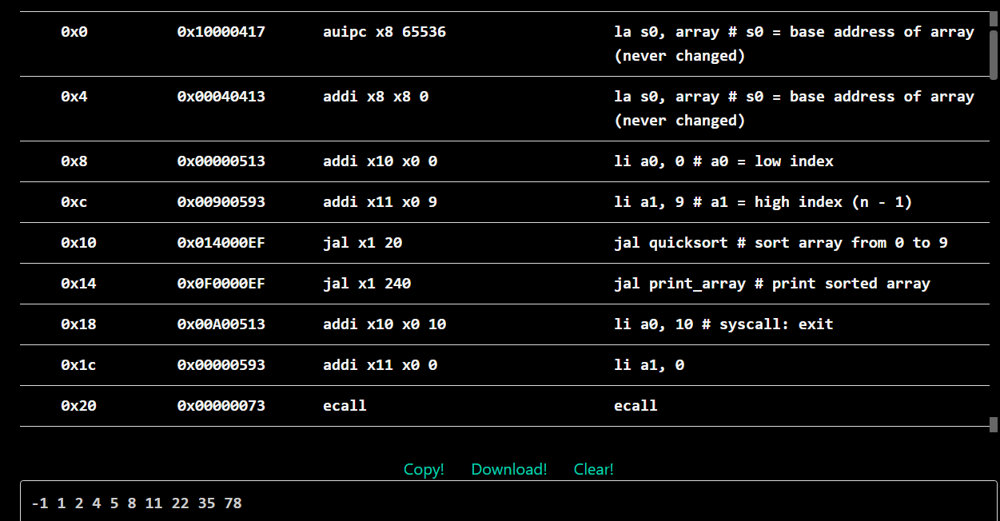 0x0 0x10000417 auipc x8 65536 la s0, array # s0 = base address of array
(never changed)
0x4 0x00040413 addi x8 x8 0 la s0, array # s0 = base address of array
(never changed)
0x8 0x00000513 addi x10 x0 0 li a0, 0 # a0 = low index
0xc 0x00900593 addi x11 x0 9 li a1, 9 # a1 = high index (n - 1)
0x10 0x014000EF jal x1 20 jal quicksort # sort array from 0 to 9
0x14 0x0F0000EF jal x1 240 jal print_array # print sorted array
0x18 0x00A00513 addi x10 x0 10 li a0, 10 # syscall: exit
0x1c 0x00000593 addi x11 x0 0 li a1, 0
0x20 0x00000073 ecall ecall
Copy! Download! Clear!
-1 1 2 4 5 8 11 22 35 78